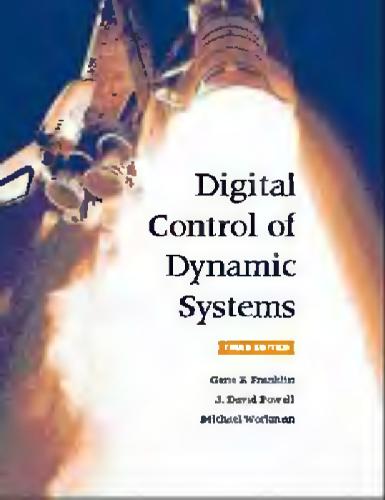 Digital
Control of
Dynamic
Systems
THIRD EDITION
Gene F. Franklin
J. David Powell
Michael Workman